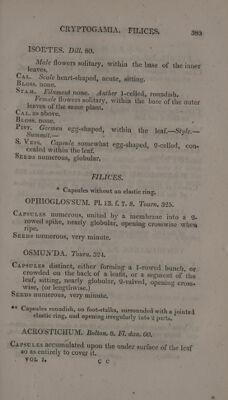 CRYPTOGAMIA. FILICES. 383
ISOETES. Dill. 80.
Male flowers solitary, within the base of the inner
leaves.
CAL. Scale heart-shaped, acute, sitting.
BLOSS. none.
STAM. Filament none. Anther 1-celled, roundish.
Female flowers solitary, within the base of the outer
leaves of the same plant.
CAL. as above.
BLOSS. none.
PIST. Germen egg-shaped, within the leaf.—Style.—
Summit.—
S. VESS. Capsule somewhat egg-shaped, 2-celled, con-
cealed within the leaf.
SEEDS numerous, globular.
FILICES.
* Capsules without an elastic ring.
OPHIOGLOSSUM. Pl. 13. f. 7. 8. Tourn. 325.
CAPSULES numerous, united by a membrane into a 2-
rowed spike, nearly globular, opening crosswise when
ripe.
SEEDS numerous, very minute.
OSMUNDA. Tourn. 324.
CAPSULES distinct, either forming a 1-rowed bunch, or
crowded on the back of a leafit, or a segment of the
leaf, sitting, nearly globular, 2-valved, opening cross-
wise, (or lengthwise.)
SEEDS numerous, very minute.
** Capsules roundish, on foot-stalks, surrounded with a jointed
elastic ring, and opening irregularly into 2 parts.
ACROSTICHUM. Bolton. 8. Fl. dan. 60.
CAPSULES accumulated upon the under surface of the leaf
so as entirely to cover it.
VOL. I. C C